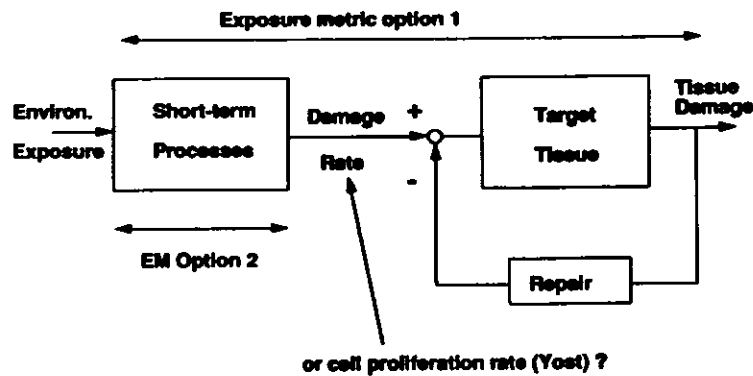 Exposure metric option 1
Environ.
Exposure
Short-term
Processes
Damage
Rate
+
-
Target
Tissue
Tissue
Damage
EM Option 2
Repair
or cell proliferation rate (Yost) ?